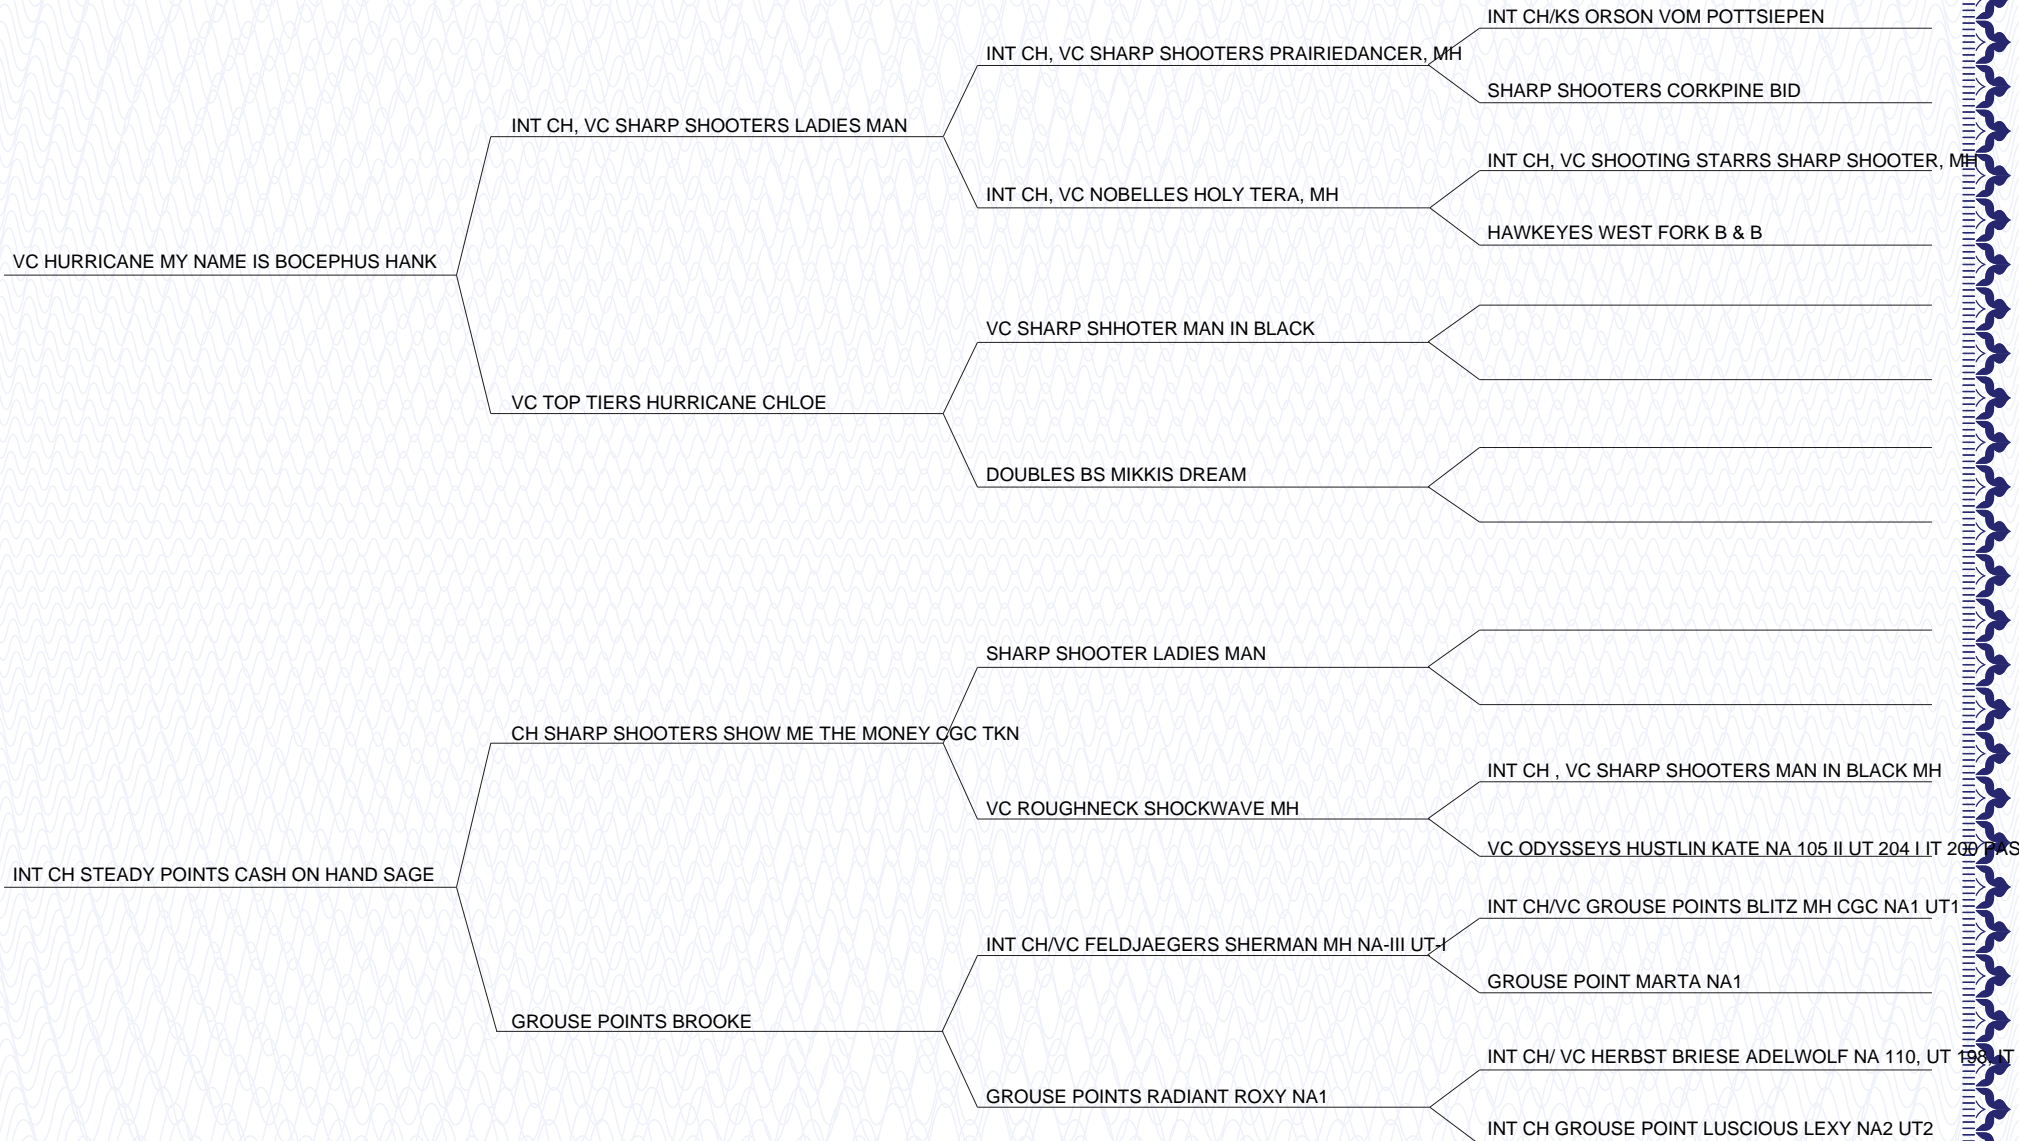 INT CH/KS ORSON VOM POTTSIEPEN
INT CH, VC SHARP SHOOTERS PRAIRIEDANCER, MH
SHARP SHOOTERS CORKPINE BID
INT CH, VC SHARP SHOOTERS LADIES MAN
INT CH, VC SHOOTING STARRS SHARP SHOOTER, MH
INT CH, VC NOBELLES HOLY TERA, MH
HAWKEYES WEST FORK B & B
VC HURRICANE MY NAME IS BOCEPHUS HANK
VC SHARP SHHOTER MAN IN BLACK
VC TOP TIERS HURRICANE CHLOE
DOUBLES BS MIKKIS DREAM
SHARP SHOOTER LADIES MAN
CH SHARP SHOOTERS SHOW ME THE MONEY CGC TKN
INT CH , VC SHARP SHOOTERS MAN IN BLACK MH
VC ROUGHNECK SHOCKWAVE MH
VC ODYSSEYS HUSTLIN KATE NA 105 II UT 204 I IT 200 PAS
INT CH STEADY POINTS CASH ON HAND SAGE
INT CH/VC GROUSE POINTS BLITZ MH CGC NA1 UT1
INT CH/VC FELDJAEGERS SHERMAN MH NA-III UT-I
GROUSE POINT MARTA NA1
GROUSE POINTS BROOKE
INT CH/ VC HERBST BRIESE ADELWOLF NA 110, UT 198, IT
GROUSE POINTS RADIANT ROXY NA1
INT CH GROUSE POINT LUSCIOUS LEXY NA2 UT2